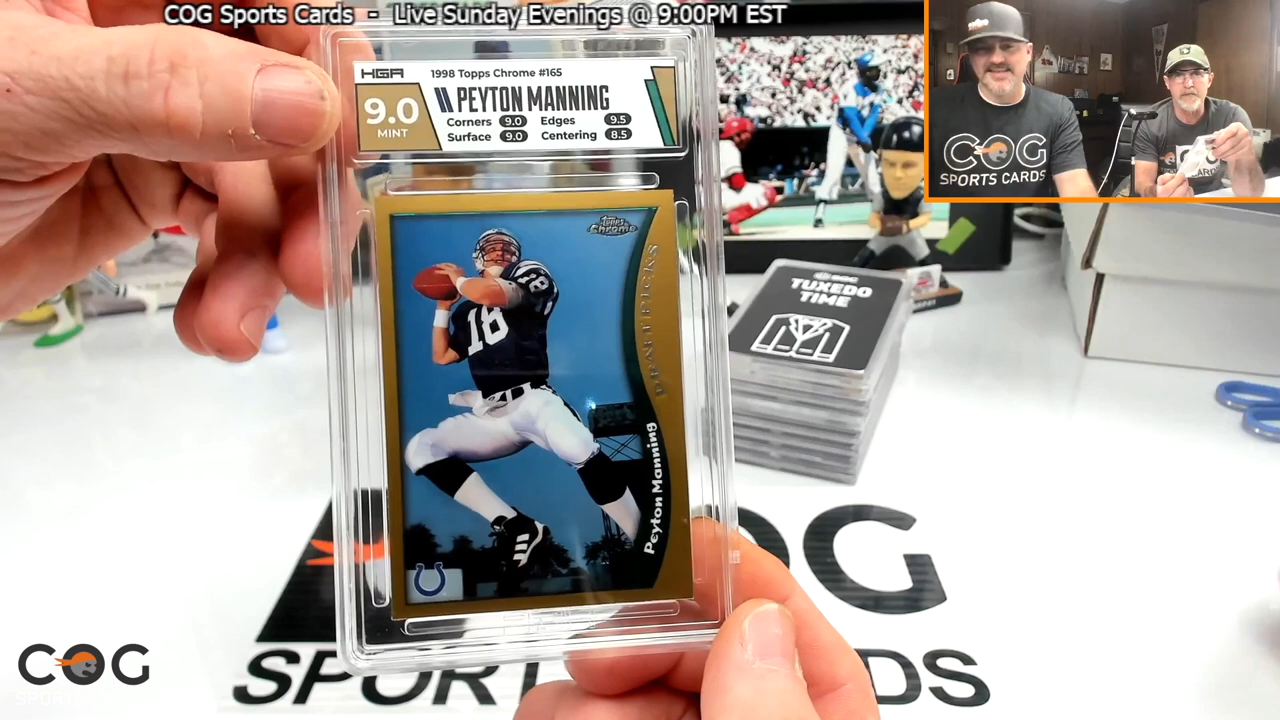 COG Sports Cards - Live Sunday Evenings @ 9:00PM EST
HGA
1998 Topps Chrome #165
9.0
MINT
PEYTON MANNING
Corners 9.0 Edges 9.5
Surface 9.0 Centering 8.5
Topps
Chrome
DRAFT PICKS
18
18
Peyton Manning
COG
SPORTS CARDS
TUXEDO
TIME
COG
SPORTS CARDS
COG
SPORTS